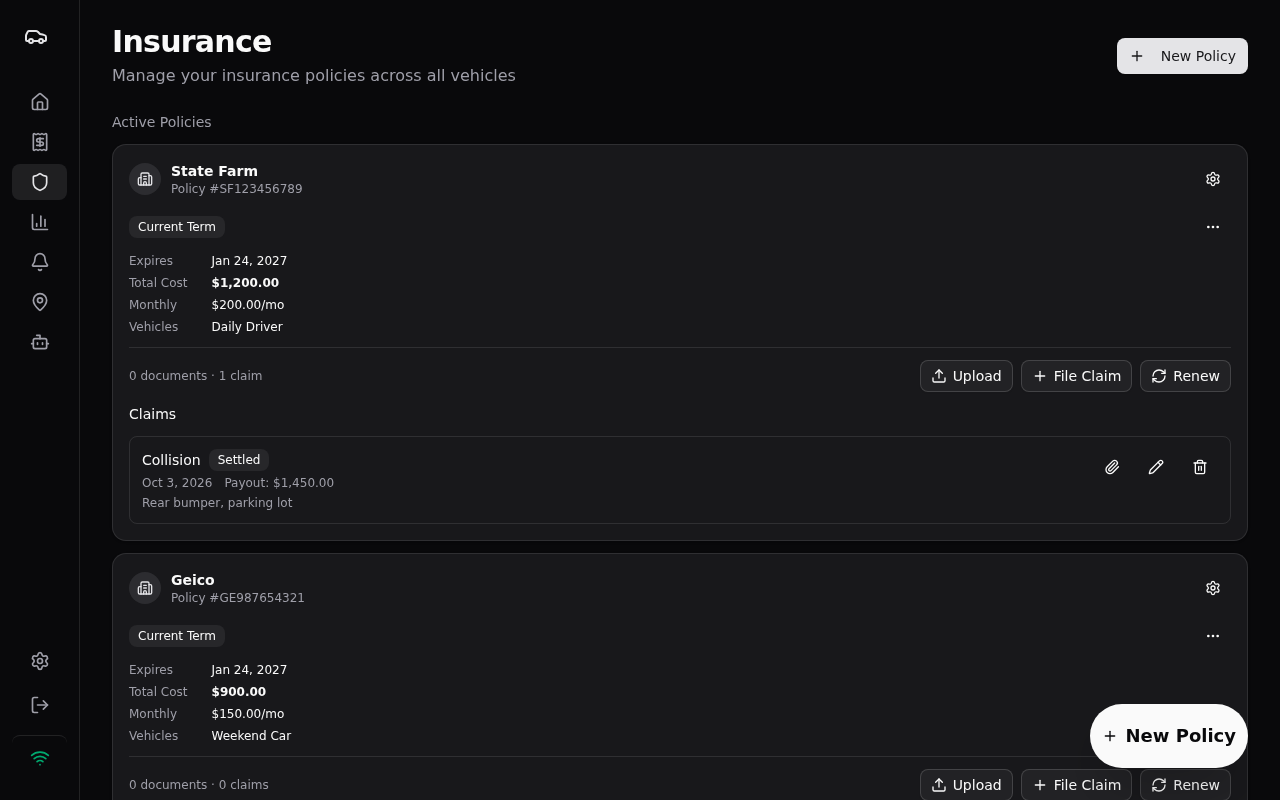 Insurance
Manage your insurance policies across all vehicles
New Policy
Active Policies
State Farm
Policy #SF123456789
Current Term
Expires Jan 24, 2027
Total Cost $1,200.00
Monthly $200.00/mo
Vehicles Daily Driver
0 documents · 1 claim
Upload
File Claim
Renew
Claims
Collision Settled
Oct 3, 2026 Payout: $1,450.00
Rear bumper, parking lot
Geico
Policy #GE987654321
Current Term
Expires Jan 24, 2027
Total Cost $900.00
Monthly $150.00/mo
Vehicles Weekend Car
New Policy
0 documents · 0 claims
Upload
File Claim
Renew